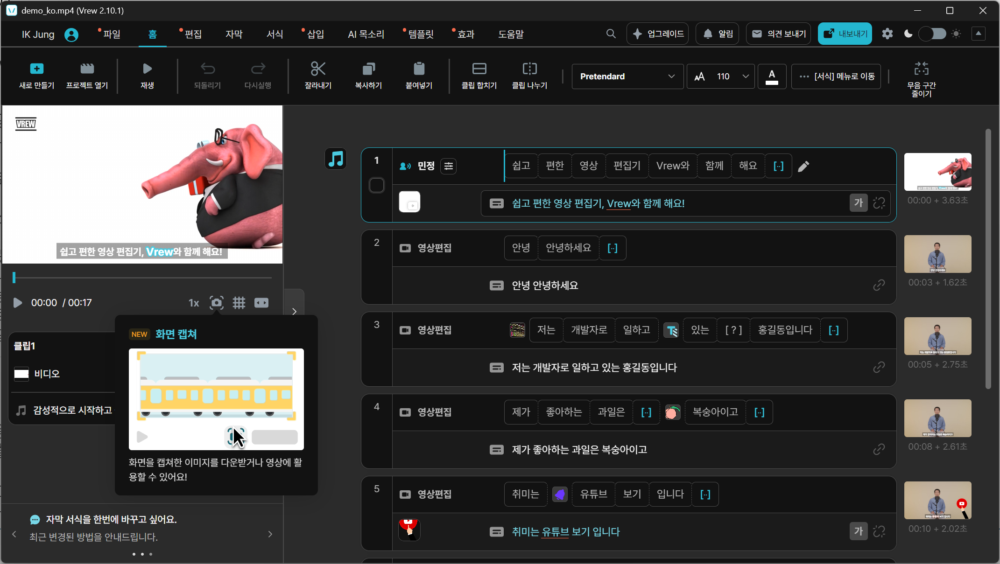 demo_ko.mp4 (Vrew 2.10.1)
IK Jung 파일 홈 편집 자막 서식 삽입 AI 목소리 템플릿 효과 도움말 업그레이드 알림 의견 보내기 내보내기
새로 만들기 프로젝트 열기 재생 되돌리기 다시실행 잘라내기 복사하기 붙여넣기 클립 합치기 클립 나누기 Pretendard 110 [서식] 메뉴로 이동 무음 구간
줄이기
VREW
쉽고 편한 영상 편집기, Vrew와 함께 해요!
00:00 / 00:17 1x
클립1
비디오
감성적으로 시작하고
NEW 화면 캡쳐
화면을 캡쳐한 이미지를 다운받거나 영상에 활
용할 수 있어요!
자막 서식을 한번에 바꾸고 싶어요.
최근 변경된 방법을 안내드립니다.
1 민정 쉽고 편한 영상 편집기 Vrew와 함께 해요 [··]
쉽고 편한 영상 편집기, Vrew와 함께 해요! 가
00:00 + 3.63초
2 영상편집 안녕 안녕하세요 [··]
안녕 안녕하세요
00:03 + 1.62초
3 영상편집 저는 개발자로 일하고 있는 [ ? ] 홍길동입니다 [··]
저는 개발자로 일하고 있는 홍길동입니다
00:05 + 2.75초
4 영상편집 제가 좋아하는 과일은 [··] 복숭아이고 [··]
제가 좋아하는 과일은 복숭아이고
00:08 + 2.61초
5 영상편집 취미는 유튜브 보기 입니다 [··]
취미는 유튜브 보기 입니다 가
00:10 + 2.02초